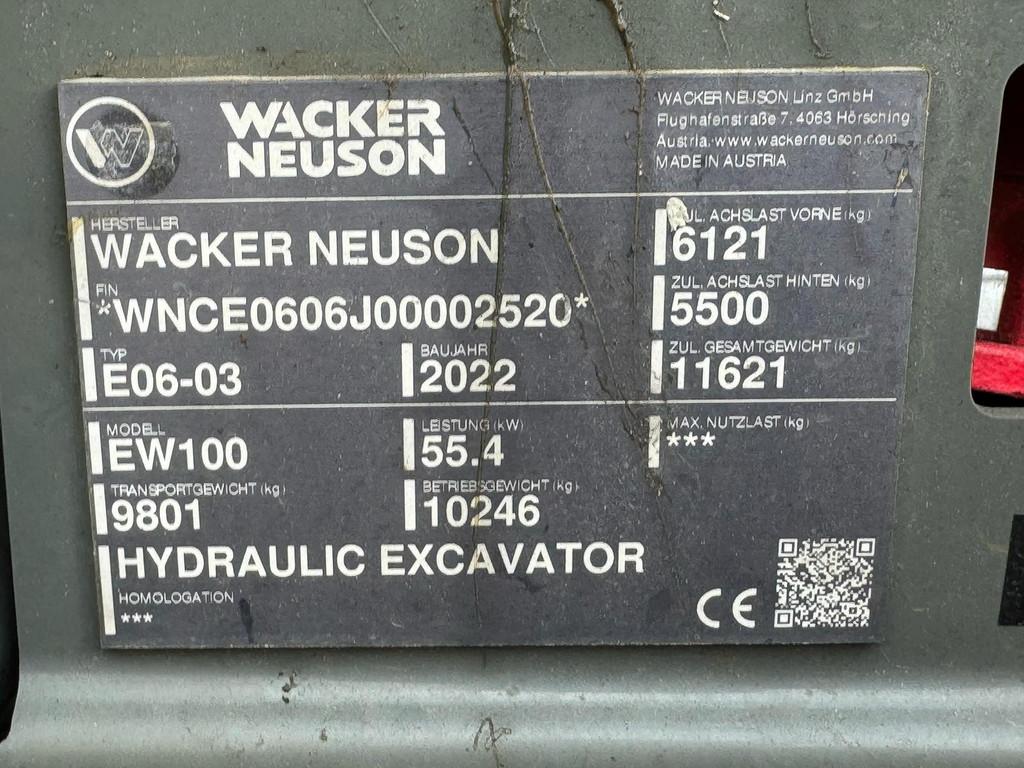 W
WACKER
NEUSON
WACKER NEUSON Linz GmbH
Flughafenstraße 7, 4063 Hörsching
Austria, www.wackerneuson.com
MADE IN AUSTRIA
HERSTELLER
WACKER NEUSON
FIN
*WNCE0606J00002520*
TYP
E06-03
BAUJAHR
2022
ZUL. ACHSLAST VORNE (kg)
6121
ZUL. ACHSLAST HINTEN (kg)
5500
ZUL. GESAMTGEWICHT (kg)
11621
MODELL
EW100
LEISTUNG (kW)
55.4
MAX. NUTZLAST (kg)
***
TRANSPORTGEWICHT (kg)
9801
BETRIEBSGEWICHT (kg)
10246
HYDRAULIC EXCAVATOR
HOMOLOGATION
***
CE